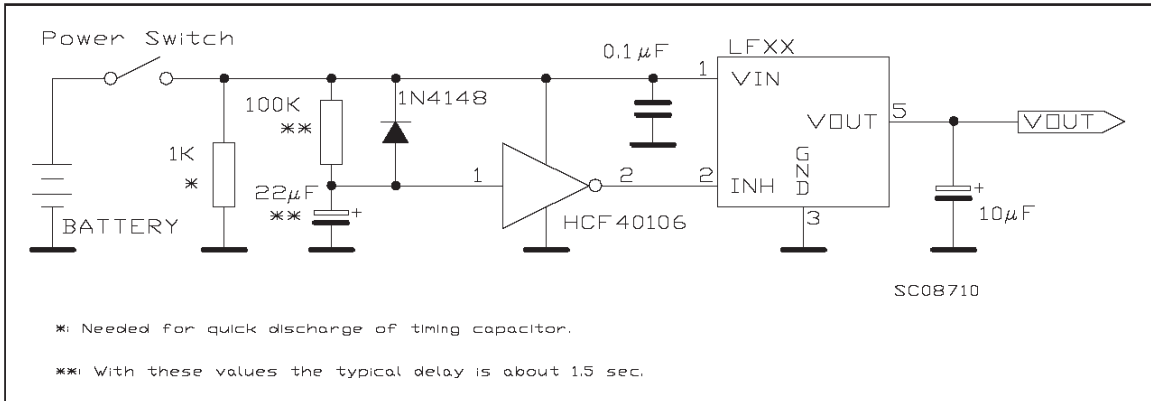 Power Switch
LFXX
0.1µF
1
VIN
100K
**
1N4148
VOUT
5
VOUT
1K
*
GND
1
2
2
INH
22µF
**
+
3
+
10µF
BATTERY
HCF40106
SC08710
*: Needed for quick discharge of timing capacitor.
**: With these values the typical delay is about 1.5 sec.